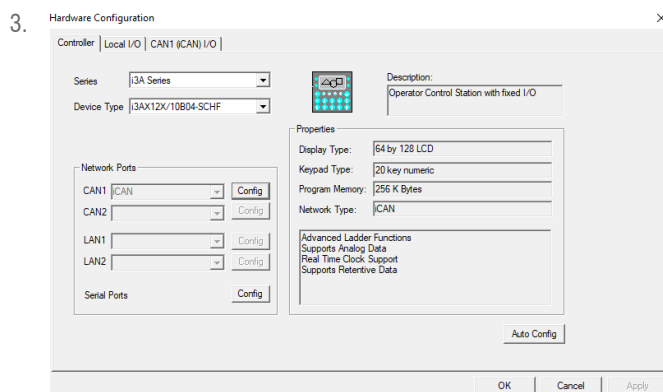 3.
Hardware Configuration
Controller
Local I/O
CAN1 (iCAN) I/O
Series
i3A Series
Device Type
i3AX12X/10B04-SCHF
Description:
Operator Control Station with fixed I/O
Properties
Display Type:
64 by 128 LCD
Keypad Type:
20 key numeric
Program Memory:
256 K Bytes
Network Type:
iCAN
Advanced Ladder Functions
Supports Analog Data
Real Time Clock Support
Supports Retentive Data
Network Ports
CAN1
iCAN
Config
CAN2
Config
LAN1
Config
LAN2
Config
Serial Ports
Config
Auto Config
OK
Cancel
Apply